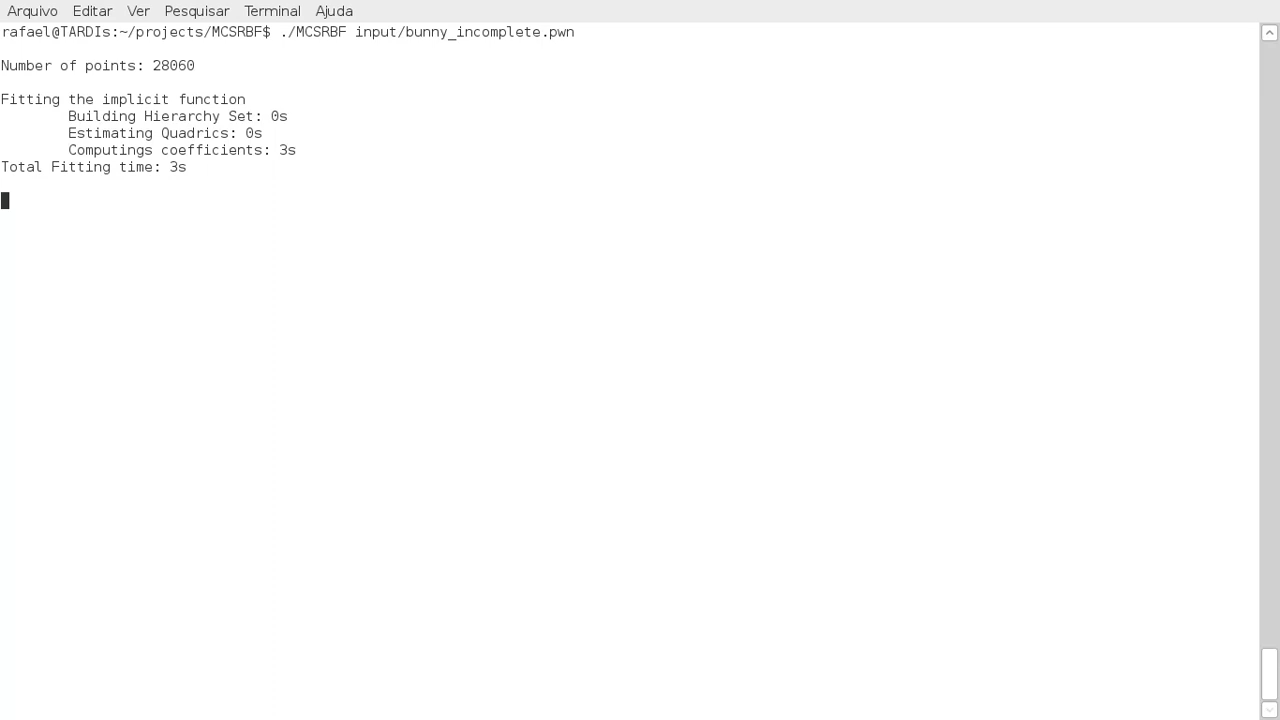 Arquivo Editar Ver Pesquisar Terminal Ajuda
rafael@TARDIs:~/projects/MCSRBF$ ./MCSRBF input/bunny_incomplete.pwn
Number of points: 28060
Fitting the implicit function
Building Hierarchy Set: 0s
Estimating Quadrics: 0s
Computings coefficients: 3s
Total Fitting time: 3s